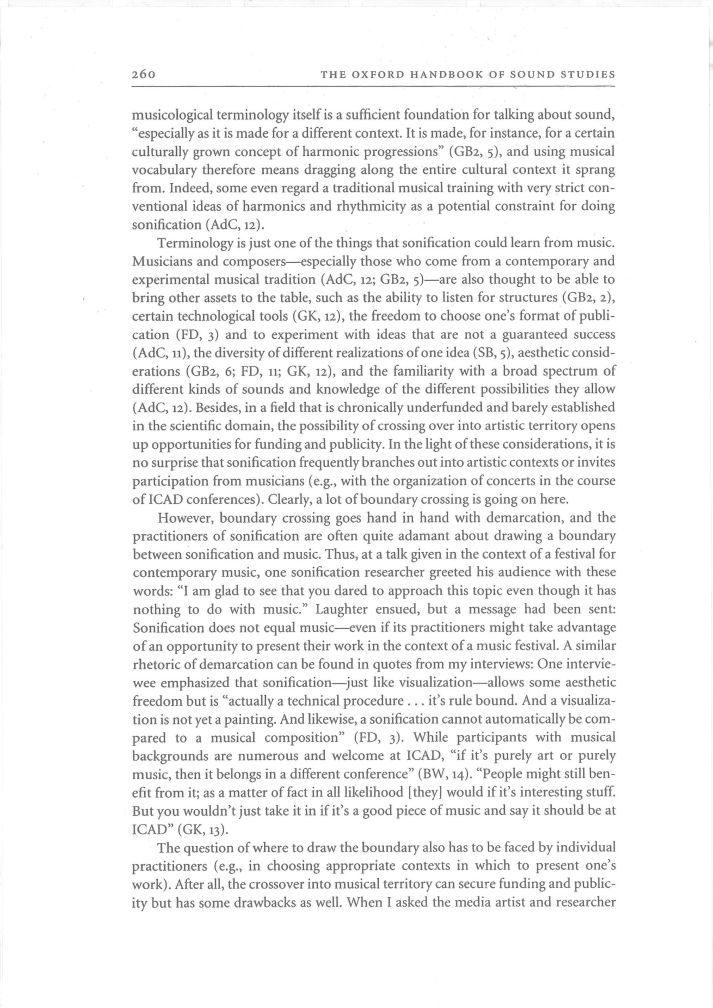 260
THE OXFORD HANDBOOK OF SOUND STUDIES
musicological terminology itself is a sufficient foundation for talking about sound,
“especially as it is made for a different context. It is made, for instance, for a certain
culturally grown concept of harmonic progressions” (GB2, 5), and using musical
vocabulary therefore means dragging along the entire cultural context it sprang
from. Indeed, some even regard a traditional musical training with very strict con-
ventional ideas of harmonics and rhythmicity as a potential constraint for doing
sonification (AdC, 12).
Terminology is just one of the things that sonification could learn from music.
Musicians and composers—especially those who come from a contemporary and
experimental musical tradition (AdC, 12; GB2, 5)—are also thought to be able to
bring other assets to the table, such as the ability to listen for structures (GB2, 2),
certain technological tools (GK, 12), the freedom to choose one’s format of publi-
cation (FD, 3) and to experiment with ideas that are not a guaranteed success
(AdC, 11), the diversity of different realizations of one idea (SB, 5), aesthetic consid-
erations (GB2, 6; FD, 11; GK, 12), and the familiarity with a broad spectrum of
different kinds of sounds and knowledge of the different possibilities they allow
(AdC, 12). Besides, in a field that is chronically underfunded and barely established
in the scientific domain, the possibility of crossing over into artistic territory opens
up opportunities for funding and publicity. In the light of these considerations, it is
no surprise that sonification frequently branches out into artistic contexts or invites
participation from musicians (e.g., with the organization of concerts in the course
of ICAD conferences). Clearly, a lot of boundary crossing is going on here.
However, boundary crossing goes hand in hand with demarcation, and the
practitioners of sonification are often quite adamant about drawing a boundary
between sonification and music. Thus, at a talk given in the context of a festival for
contemporary music, one sonification researcher greeted his audience with these
words: “I am glad to see that you dared to approach this topic even though it has
nothing to do with music.” Laughter ensued, but a message had been sent:
Sonification does not equal music—even if its practitioners might take advantage
of an opportunity to present their work in the context of a music festival. A similar
rhetoric of demarcation can be found in quotes from my interviews: One intervie-
wee emphasized that sonification—just like visualization—allows some aesthetic
freedom but is “actually a technical procedure . . . it’s rule bound. And a visualiza-
tion is not yet a painting. And likewise, a sonification cannot automatically be com-
pared to a musical composition” (FD, 3). While participants with musical
backgrounds are numerous and welcome at ICAD, “if it’s purely art or purely
music, then it belongs in a different conference” (BW, 14). “People might still ben-
efit from it; as a matter of fact in all likelihood [they] would if it’s interesting stuff.
But you wouldn’t just take it in if it’s a good piece of music and say it should be at
ICAD” (GK, 13).
The question of where to draw the boundary also has to be faced by individual
practitioners (e.g., in choosing appropriate contexts in which to present one’s
work). After all, the crossover into musical territory can secure funding and public-
ity but has some drawbacks as well. When I asked the media artist and researcher